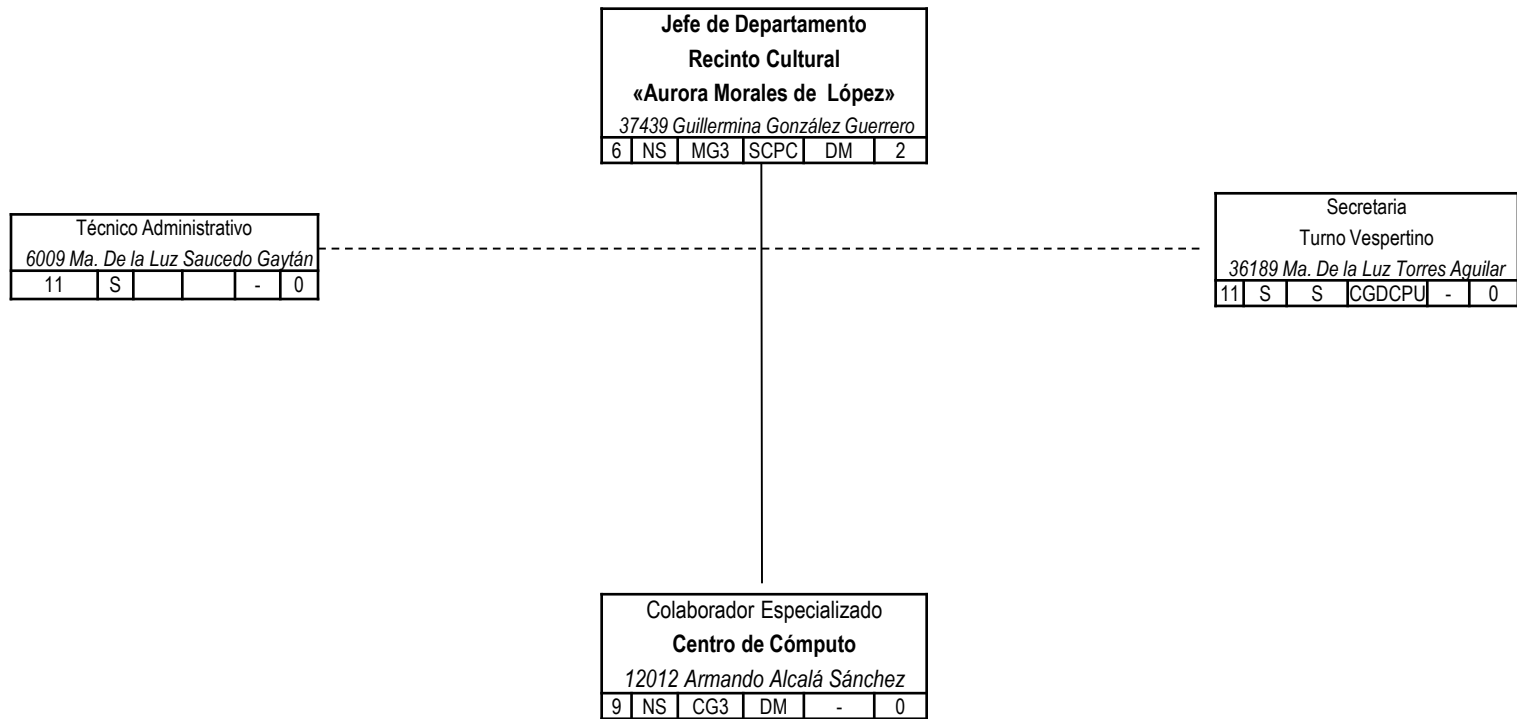 Jefe de Departamento
Recinto Cultural
«Aurora Morales de López»
37439 Guillermina González Guerrero
6 NS MG3 SCPC DM 2
Técnico Administrativo
6009 Ma. De la Luz Saucedo Gaytán
11 S - 0
Secretaria
Turno Vespertino
36189 Ma. De la Luz Torres Aguilar
11 S S CGDCPU - 0
Colaborador Especializado
Centro de Cómputo
12012 Armando Alcalá Sánchez
9 NS CG3 DM - 0